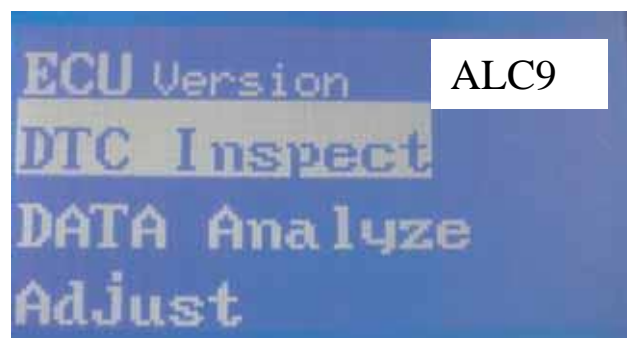 ECU Version
ALC9
DTC Inspect
DATA Analyze
Adjust